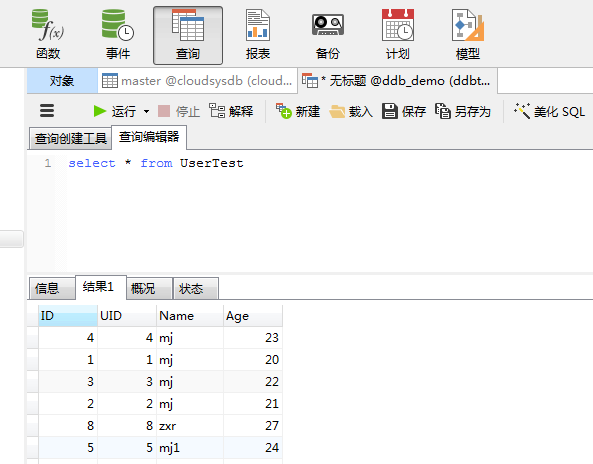 函数 事件 查询 报表 备份 计划 模型
对象 master @cloudsysdb (cloud... * 无标题 @ddb_demo (ddbt...
运行 停止 解释 新建 载入 保存 另存为 美化 SQL
查询创建工具 查询编辑器
1 select * from UserTest
信息 结果1 概况 状态
ID UID Name Age
4 4 mj 23
1 1 mj 20
3 3 mj 22
2 2 mj 21
8 8 zxr 27
5 5 mj1 24